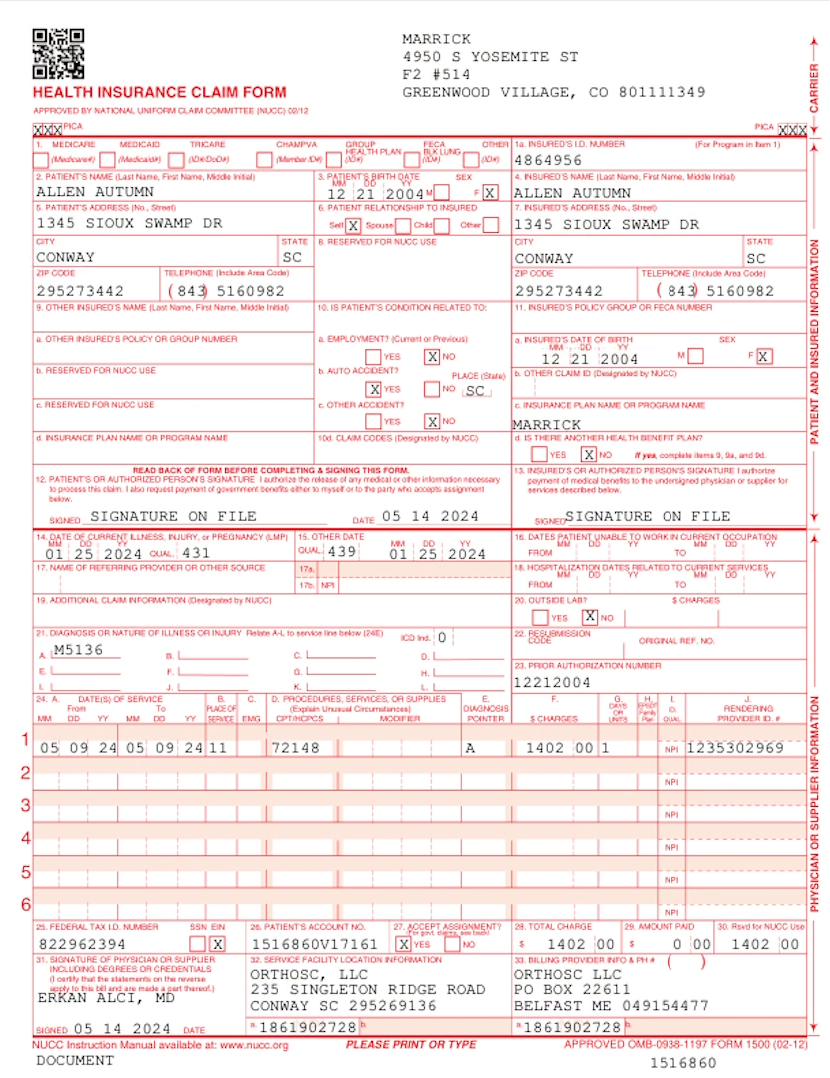 MARRICK
4950 S YOSEMITE ST
F2 #514
GREENWOOD VILLAGE, CO 801111349
HEALTH INSURANCE CLAIM FORM
APPROVED BY NATIONAL UNIFORM CLAIM COMMITTEE (NUCC) 02/12
CARRIER
XXX PICA
PICA XXX
1. MEDICARE MEDICAID TRICARE CHAMPVA GROUP HEALTH PLAN FECA BLK LUNG OTHER
(Medicare#) (Medicaid#) (ID#/DoD#) (Member ID#) (ID#) (ID#) (ID#)
1a. INSURED'S I.D. NUMBER (For Program in Item 1)
4864956
2. PATIENT'S NAME (Last Name, First Name, Middle Initial)
ALLEN AUTUMN
3. PATIENT'S BIRTH DATE SEX
MM DD YY
12 21 2004 M F X
4. INSURED'S NAME (Last Name, First Name, Middle Initial)
ALLEN AUTUMN
5. PATIENT'S ADDRESS (No., Street)
1345 SIOUX SWAMP DR
6. PATIENT RELATIONSHIP TO INSURED
Self X Spouse Child Other
7. INSURED'S ADDRESS (No., Street)
1345 SIOUX SWAMP DR
CITY STATE
CONWAY SC
8. RESERVED FOR NUCC USE
CITY STATE
CONWAY SC
ZIP CODE TELEPHONE (Include Area Code)
295273442 (843) 5160982
ZIP CODE TELEPHONE (Include Area Code)
295273442 (843) 5160982
9. OTHER INSURED'S NAME (Last Name, First Name, Middle Initial)
10. IS PATIENT'S CONDITION RELATED TO:
11. INSURED'S POLICY GROUP OR FECA NUMBER
a. OTHER INSURED'S POLICY OR GROUP NUMBER
a. EMPLOYMENT? (Current or Previous)
YES X NO
a. INSURED'S DATE OF BIRTH SEX
MM DD YY
12 21 2004 M F X
b. RESERVED FOR NUCC USE
b. AUTO ACCIDENT? PLACE (State)
X YES NO SC
b. OTHER CLAIM ID (Designated by NUCC)
c. RESERVED FOR NUCC USE
c. OTHER ACCIDENT?
YES X NO
c. INSURANCE PLAN NAME OR PROGRAM NAME
MARRICK
d. INSURANCE PLAN NAME OR PROGRAM NAME
10d. CLAIM CODES (Designated by NUCC)
d. IS THERE ANOTHER HEALTH BENEFIT PLAN?
YES X NO If yes, complete items 9, 9a, and 9d.
READ BACK OF FORM BEFORE COMPLETING & SIGNING THIS FORM.
12. PATIENT'S OR AUTHORIZED PERSON'S SIGNATURE I authorize the release of any medical or other information necessary
to process this claim. I also request payment of government benefits either to myself or to the party who accepts assignment
below.
SIGNED SIGNATURE ON FILE DATE 05 14 2024
13. INSURED'S OR AUTHORIZED PERSON'S SIGNATURE I authorize
payment of medical benefits to the undersigned physician or supplier for
services described below.
SIGNED SIGNATURE ON FILE
PATIENT AND INSURED INFORMATION
14. DATE OF CURRENT ILLNESS, INJURY, or PREGNANCY (LMP)
MM DD YY
01 25 2024 QUAL. 431
15. OTHER DATE
QUAL. 439 MM DD YY
01 25 2024
16. DATES PATIENT UNABLE TO WORK IN CURRENT OCCUPATION
MM DD YY MM DD YY
FROM TO
17. NAME OF REFERRING PROVIDER OR OTHER SOURCE
17a.
17b. NPI
18. HOSPITALIZATION DATES RELATED TO CURRENT SERVICES
MM DD YY MM DD YY
FROM TO
19. ADDITIONAL CLAIM INFORMATION (Designated by NUCC)
20. OUTSIDE LAB? $ CHARGES
YES X NO
21. DIAGNOSIS OR NATURE OF ILLNESS OR INJURY Relate A-L to service line below (24E) ICD Ind. 0
A. M5136 B. C. D.
E. F. G. H.
I. J. K. L.
22. RESUBMISSION CODE ORIGINAL REF. NO.
23. PRIOR AUTHORIZATION NUMBER
12212004
24. A. DATE(S) OF SERVICE B. C. D. PROCEDURES, SERVICES, OR SUPPLIES E. F. G. H. I. J.
From To PLACE OF SERVICE EMG (Explain Unusual Circumstances) DIAGNOSIS POINTER $ CHARGES DAYS OR UNITS EPSDT Family Plan ID. QUAL. RENDERING PROVIDER ID. #
MM DD YY MM DD YY CPT/HCPCS MODIFIER
1
05 09 24 05 09 24 11 72148 A 1402 00 1 NPI 1235302969
2
NPI
3
NPI
4
NPI
5
NPI
6
NPI
25. FEDERAL TAX I.D. NUMBER SSN EIN
822962394 X
26. PATIENT'S ACCOUNT NO.
1516860V17161
27. ACCEPT ASSIGNMENT?
(For govt. claims, see back)
X YES NO
28. TOTAL CHARGE
$ 1402 00
29. AMOUNT PAID
$ 0 00
30. Rsvd for NUCC Use
1402 00
31. SIGNATURE OF PHYSICIAN OR SUPPLIER
INCLUDING DEGREES OR CREDENTIALS
(I certify that the statements on the reverse
apply to this bill and are made a part thereof.)
ERKAN ALCI, MD
SIGNED 05 14 2024 DATE
32. SERVICE FACILITY LOCATION INFORMATION
ORTHOSC, LLC
235 SINGLETON RIDGE ROAD
CONWAY SC 295269136
a. 1861902728 b.
33. BILLING PROVIDER INFO & PH # ( )
ORTHOSC LLC
PO BOX 22611
BELFAST ME 049154477
a. 1861902728 b.
PHYSICIAN OR SUPPLIER INFORMATION
NUCC Instruction Manual available at: www.nucc.org
PLEASE PRINT OR TYPE
APPROVED OMB-0938-1197 FORM 1500 (02-12)
DOCUMENT
1516860